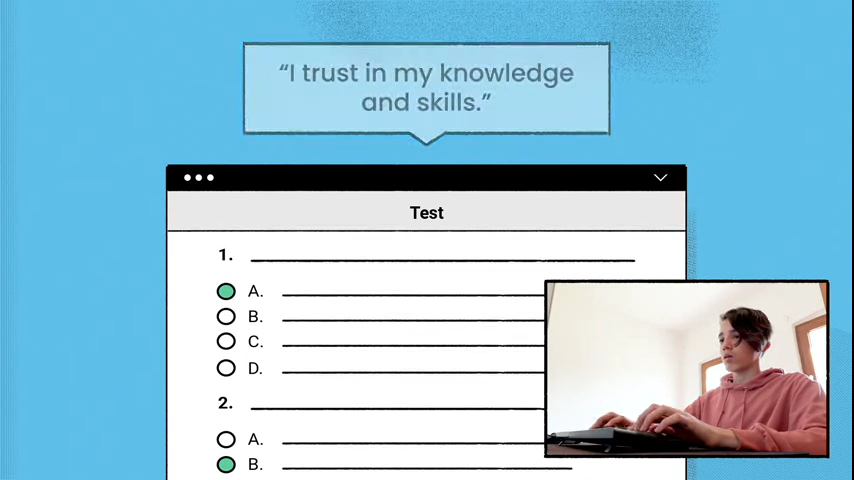 “I trust in my knowledge
and skills.”
Test
1.
A.
B.
C.
D.
2.
A.
B.